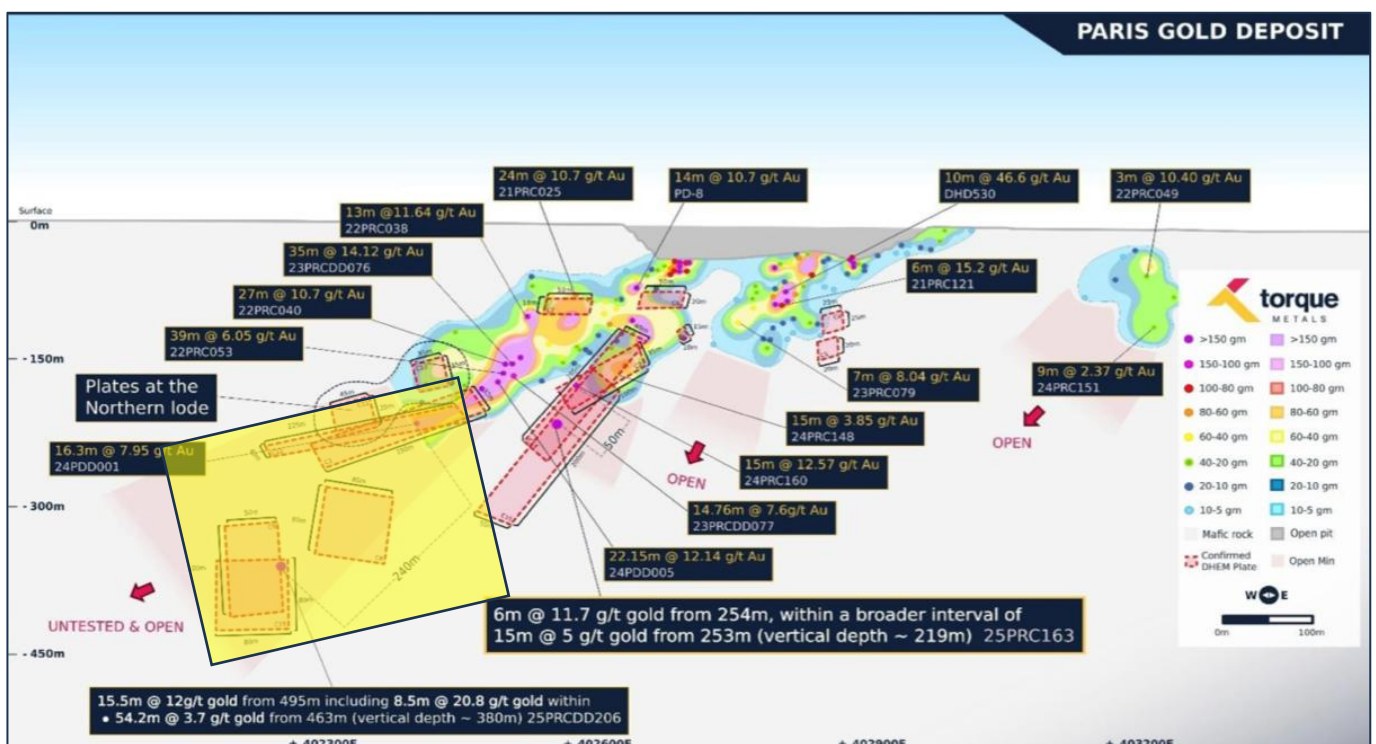 PARIS GOLD DEPOSIT
24m @ 10.7 g/t Au
21PRC025
14m @ 10.7 g/t Au
PD-8
10m @ 46.6 g/t Au
DHD530
3m @ 10.40 g/t Au
22PRC049
Surface
0m
13m @11.64 g/t Au
22PRC038
35m @ 14.12 g/t Au
23PRCDD076
6m @ 15.2 g/t Au
21PRC121
27m @ 10.7 g/t Au
22PRC040
39m @ 6.05 g/t Au
22PRC053
- 150m
Plates at the
Northern lode
7m @ 8.04 g/t Au
23PRC079
9m @ 2.37 g/t Au
24PRC151
15m @ 3.85 g/t Au
24PRC148
OPEN
16.3m @ 7.95 g/t Au
24PDD001
15m @ 12.57 g/t Au
24PRC160
OPEN
- 300m
14.76m @ 7.6g/t Au
23PRCDD077
22.15m @ 12.14 g/t Au
24PDD005
240m
UNTESTED & OPEN
6m @ 11.7 g/t gold from 254m, within a broader interval of
15m @ 5 g/t gold from 253m (vertical depth ~ 219m) 25PRC163
- 450m
15.5m @ 12g/t gold from 495m including 8.5m @ 20.8 g/t gold within
• 54.2m @ 3.7 g/t gold from 463m (vertical depth ~ 380m) 25PRCDD206
torque
METALS
>150 gm >150 gm
150-100 gm 150-100 gm
100-80 gm 100-80 gm
80-60 gm 80-60 gm
60-40 gm 60-40 gm
40-20 gm 40-20 gm
20-10 gm 20-10 gm
10-5 gm 10-5 gm
Mafic rock Open pit
Confirmed
DHEM Plate Open Min
W E
0m 100m